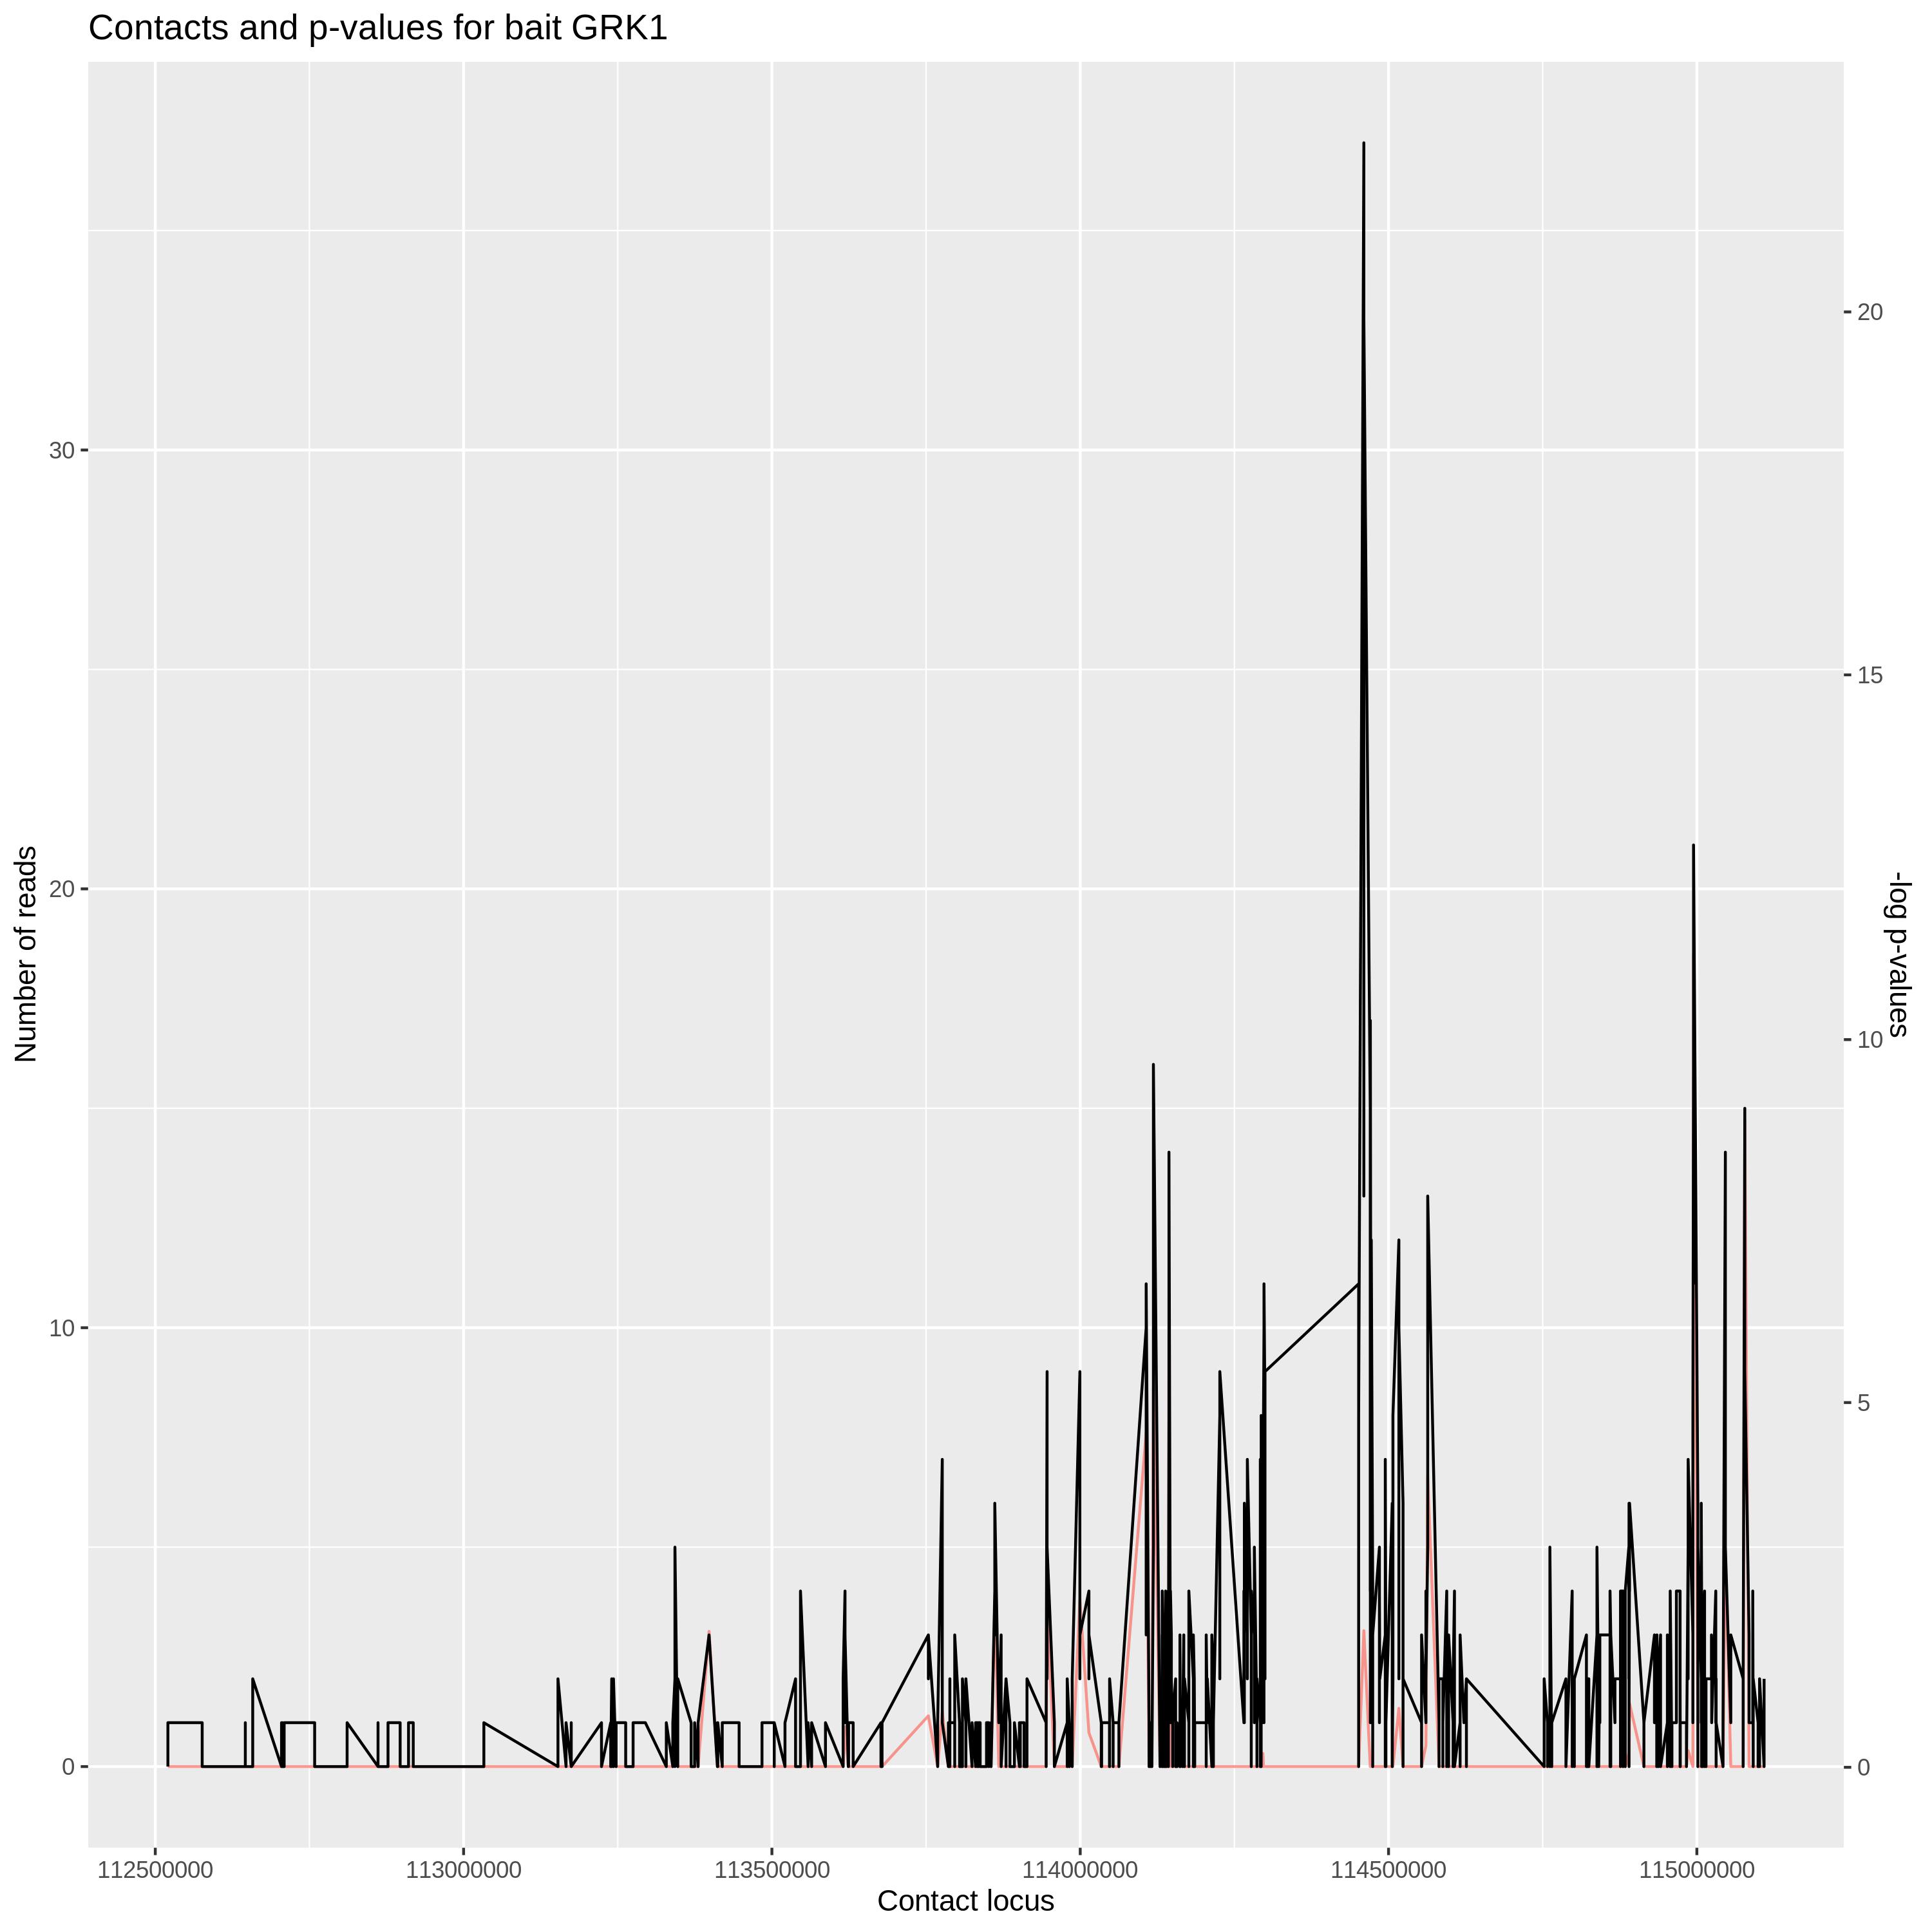 Contacts and p-values for bait GRK1
Number of reads
30
20
10
0
20
15
10
5
0
-log p-values
112500000 113000000 113500000 114000000 114500000 115000000
Contact locus